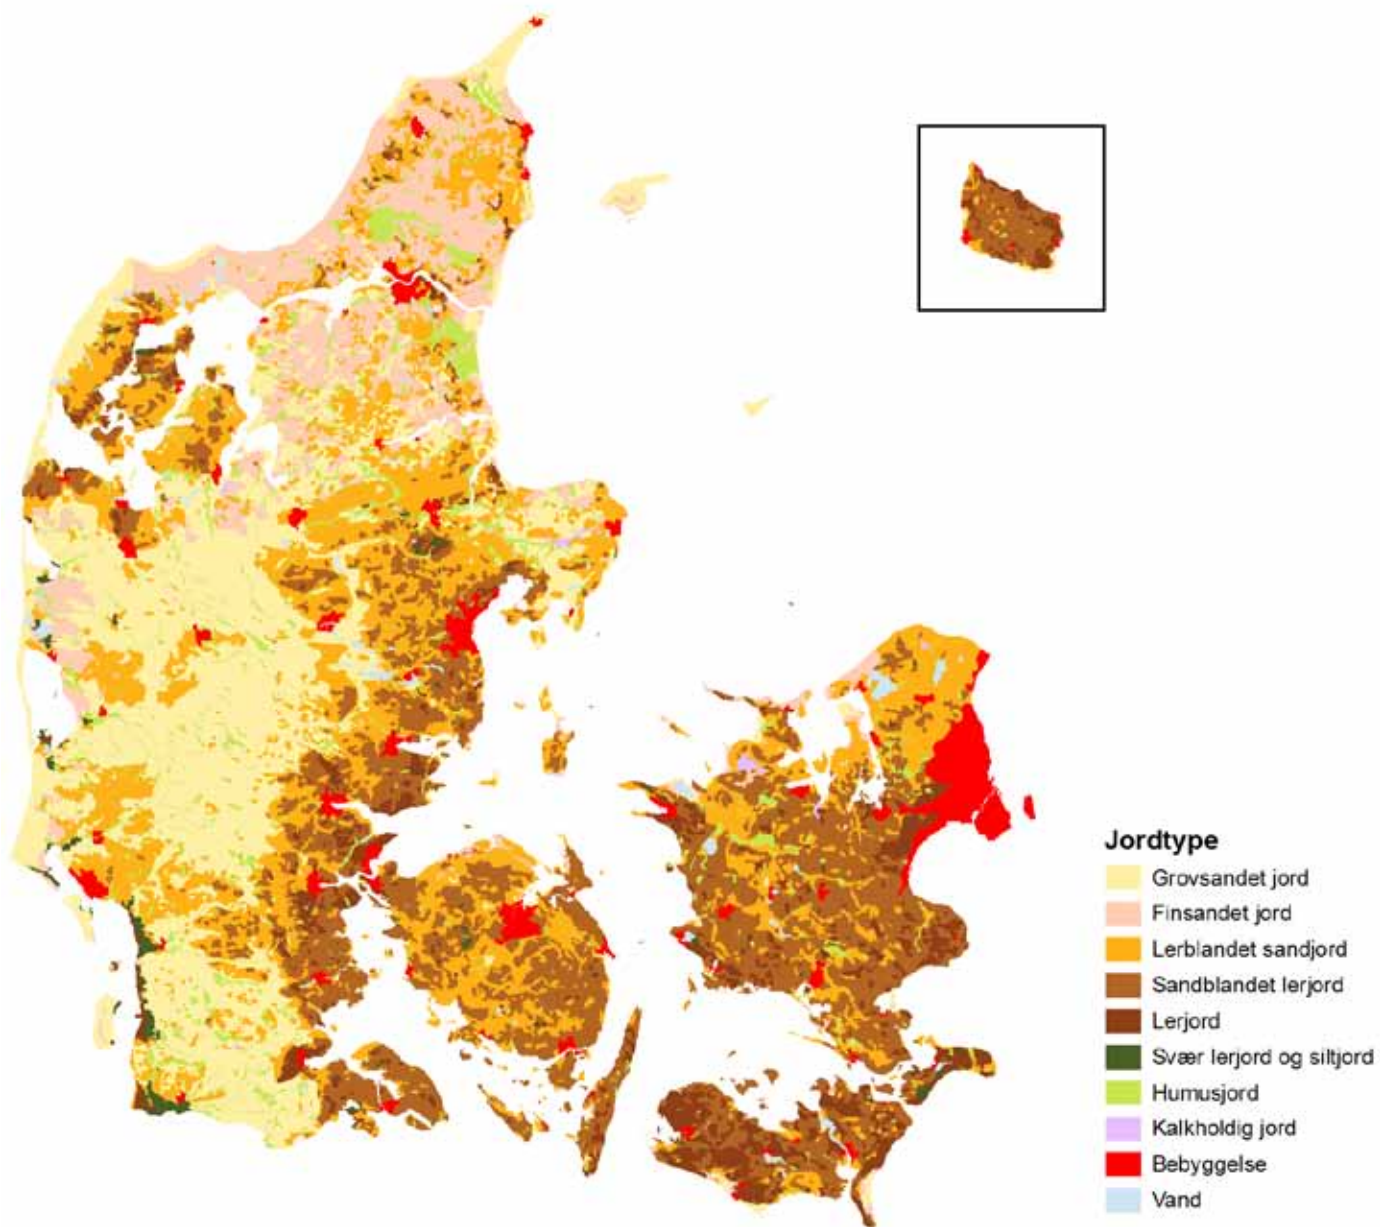 Jordtype
Grovsandet jord
Finsandet jord
Lerblandet sandjord
Sandblandet lerjord
Lerjord
Svær lerjord og siltjord
Humusjord
Kalkholdig jord
Bebyggelse
Vand